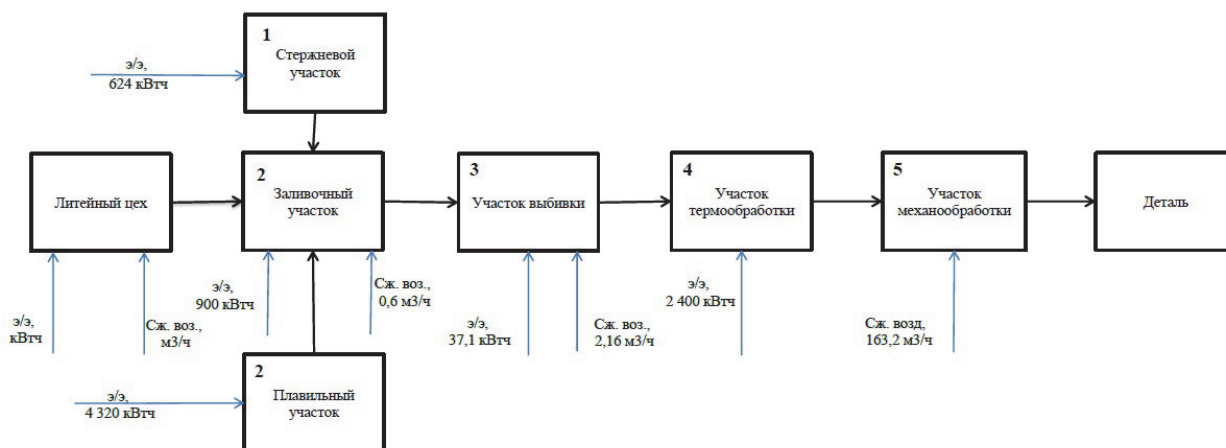 1
Стержневой
участок
э/э,
624 кВтч
Литейный цех
2
Заливочный
участок
3
Участок выбивки
4
Участок
термообработки
5
Участок
механообработки
Деталь
э/э,
кВтч
Сж. воз.,
м3/ч
э/э,
900 кВтч
Сж. воз.,
0,6 м3/ч
э/э,
37,1 кВтч
Сж. воз.,
2,16 м3/ч
э/э,
2 400 кВтч
Сж. возд,
163,2 м3/ч
2
Плавильный
участок
э/э,
4 320 кВтч